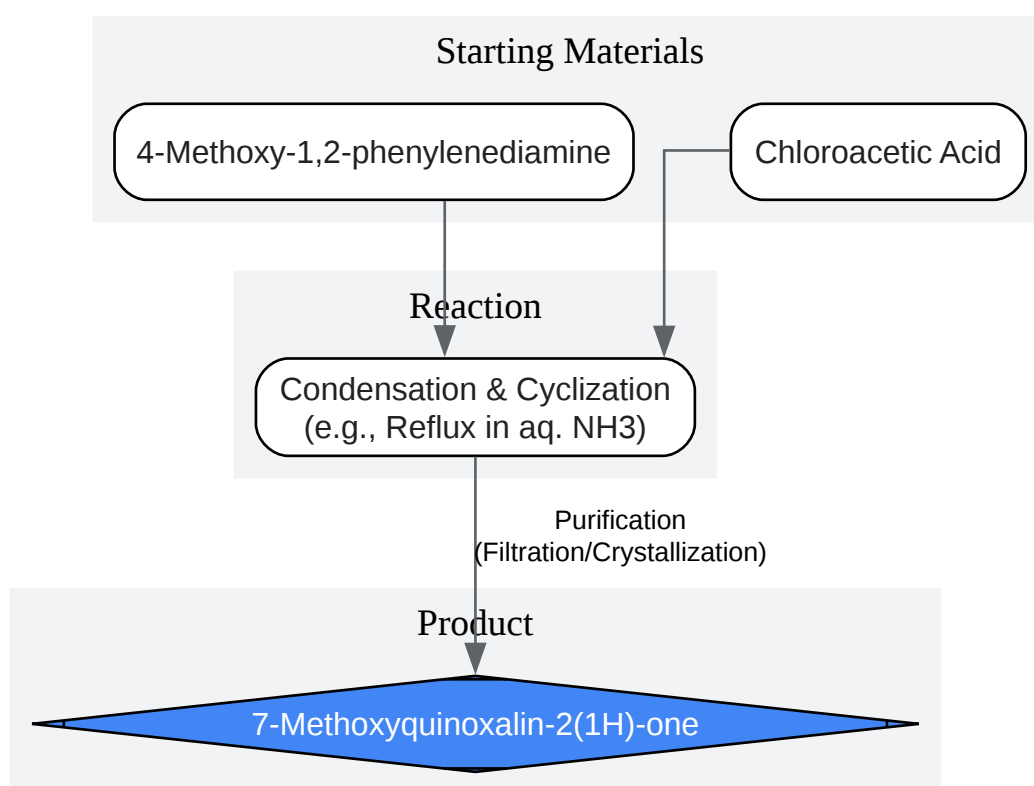 Starting Materials
4-Methoxy-1,2-phenylenediamine
Chloroacetic Acid
Reaction
Condensation & Cyclization
(e.g., Reflux in aq. NH3)
Purification
(Filtration/Crystallization)
Product
7-Methoxyquinoxalin-2(1H)-one